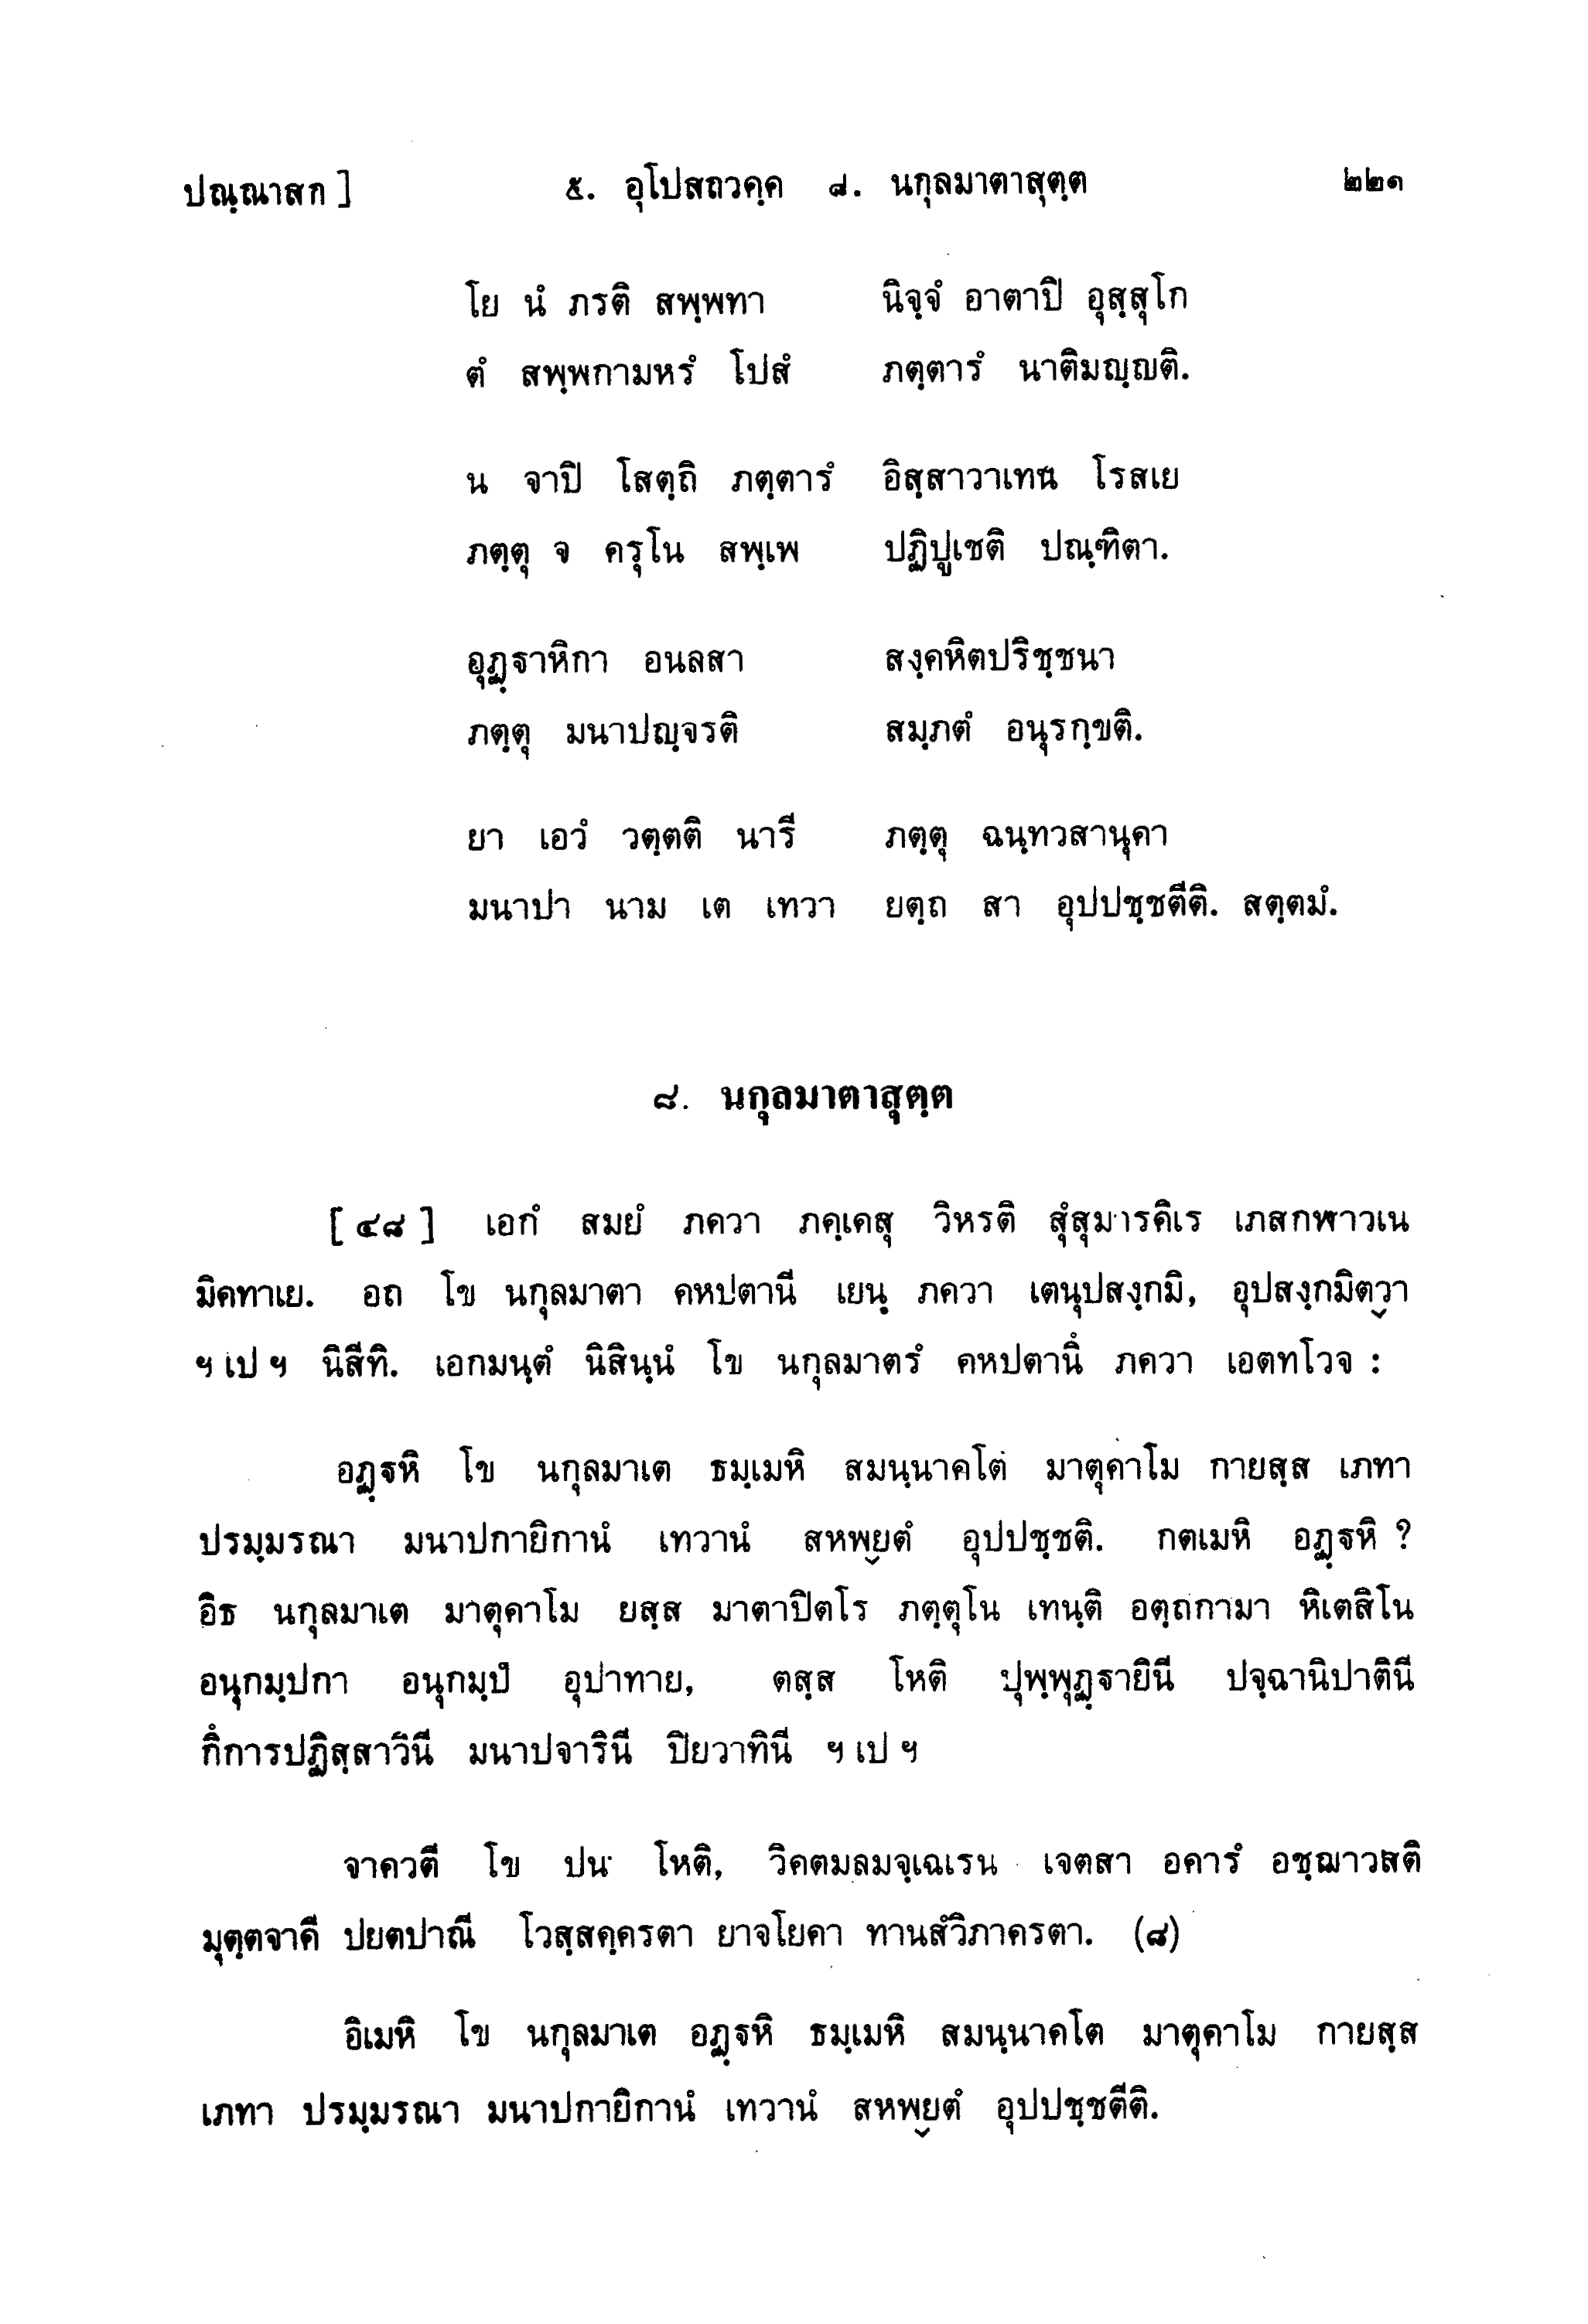 ปณฺณาสก ] ๕. อุโปสถวคฺค ๘. นกุลมาตาสุตฺต ๒๒๑
โย นํ ภรติ สพฺพทา นิจฺจํ อาตาปิ อุสฺสุโก
ตํ สพฺพกามหรํ โปสํ ภตฺตารํ นาติมญฺญติ.
น จาปิ โสตฺถิ ภตฺตารํ อิสฺสาวาเทน โรสเย
ภตฺตุ จ ครุโน สพฺเพ ปฏิปูเชติ ปณฺฑิตา.
อุฏฺฐาหิกา อนลสา สงฺคหิตปริชฺชนา
ภตฺตุ มนาปญฺจรติ สมฺภตํ อนุรกฺขติ.
ยา เอวํ วตฺตติ นารี ภตฺตุ ฉนฺทวสานุคา
มนาปา นาม เต เทวา ยตฺถ สา อุปปชฺชตีติ. สตฺตมํ.
๘. นกุลมาตาสุตฺต
[ ๔๘ ] เอกํ สมยํ ภควา ภคฺเคสุ วิหรติ สุํสุมารคิเร เภสกฬาวเน
มิคทาเย. อถ โข นกุลมาตา คหปตานี เยนฺ ภควา เตนุปสงฺกมิ, อุปสงฺกมิตฺวา
ฯ เป ฯ นิสีทิ. เอกมนฺตํ นิสินฺนํ โข นกุลมาตรํ คหปตานึ ภควา เอตทโวจ :
อฏฺฐหิ โข นกุลมาเต ธมฺเมหิ สมนฺนาคโต มาตุคาโม กายสฺส เภทา
ปรมฺมรณา มนาปกายิกานํ เทวานํ สหพฺยตํ อุปปชฺชติ. กตเมหิ อฏฺฐหิ ?
อิธ นกุลมาเต มาตุคาโม ยสฺส มาตาปิตโร ภตฺตุโน เทนฺติ อตฺถกามา หิเตสิโน
อนุกมฺปกา อนุกมฺปํ อุปาทาย, ตสฺส โหติ ปุพฺพุฏฺฐายินี ปจฺฉานิปาตินี
กึการปฏิสฺสาวินี มนาปจารินี ปิยวาทินี ฯ เป ฯ
จาควตี โข ปน โหติ, วิคตมลมจฺเฉเรน เจตสา อคารํ อชฺฌาวสติ
มุตฺตจาคี ปยตปาณี โวสฺสคฺครตา ยาจโยคา ทานสํวิภาครตา. (๘)
อิเมหิ โข นกุลมาเต อฏฺฐหิ ธมฺเมหิ สมนฺนาคโต มาตุคาโม กายสฺส
เภทา ปรมฺมรณา มนาปกายิกานํ เทวานํ สหพฺยตํ อุปปชฺชตีติ.